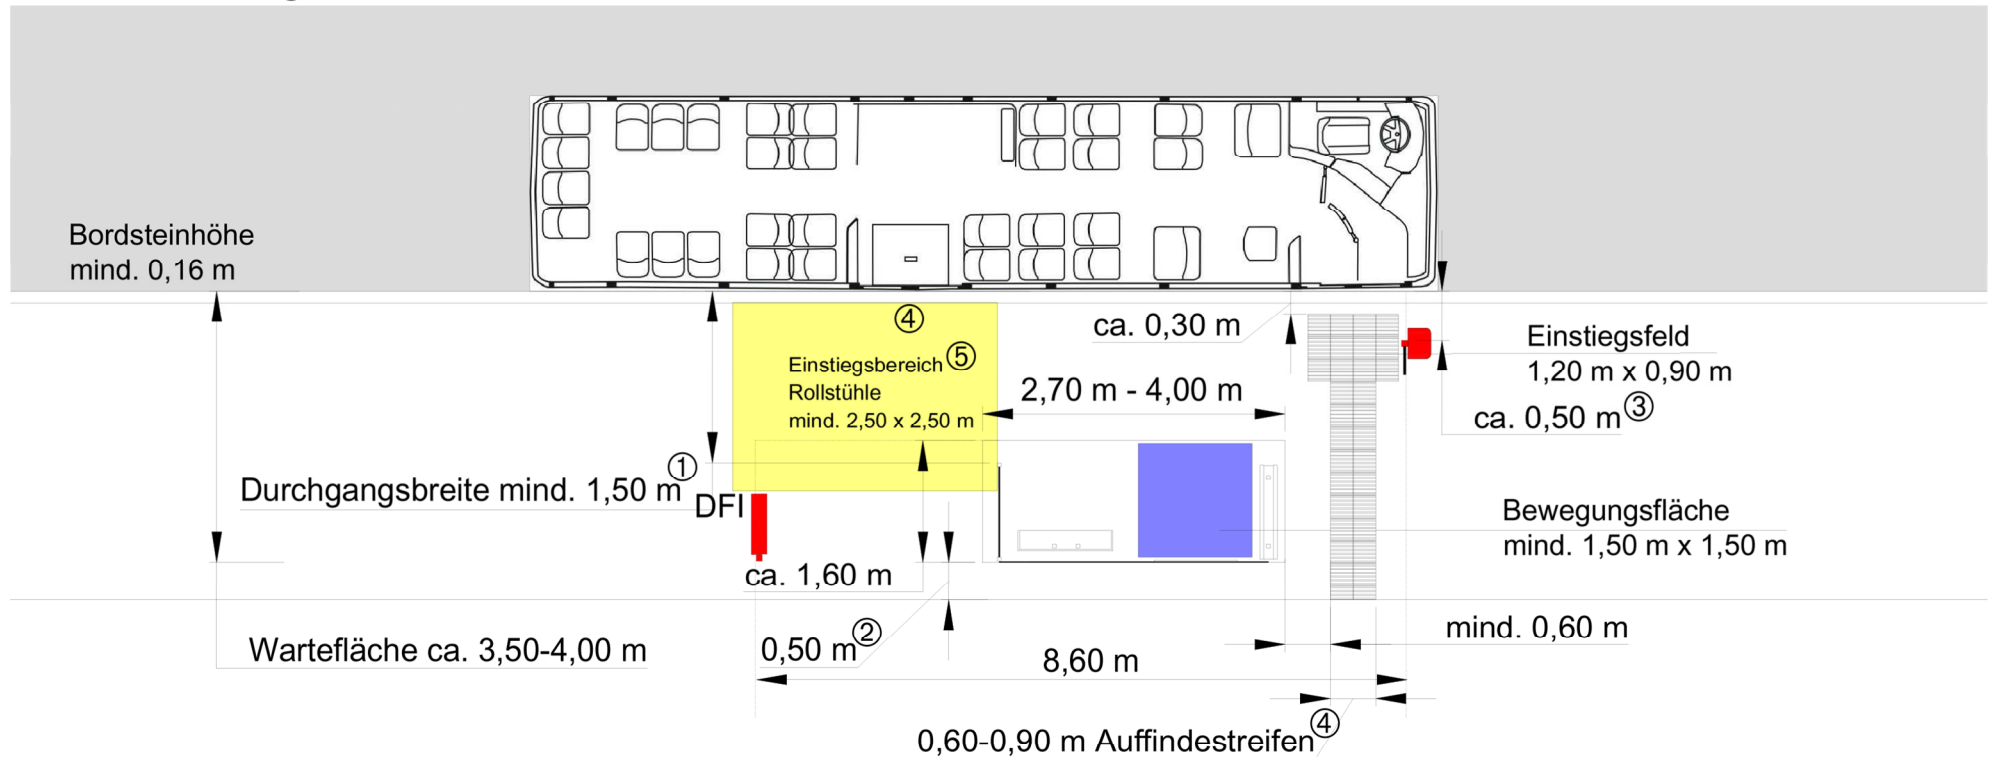 Bordsteinhöhe
mind. 0,16 m
④
ca. 0,30 m
Einstiegsfeld
1,20 m x 0,90 m
Einstiegsbereich ⑤
Rollstühle
mind. 2,50 x 2,50 m
2,70 m - 4,00 m
ca. 0,50 m ③
Durchgangsbreite mind. 1,50 m ①
DFI
Bewegungsfläche
mind. 1,50 m x 1,50 m
ca. 1,60 m
Wartefläche ca. 3,50-4,00 m
0,50 m ②
mind. 0,60 m
8,60 m
0,60-0,90 m Auffindestreifen ④